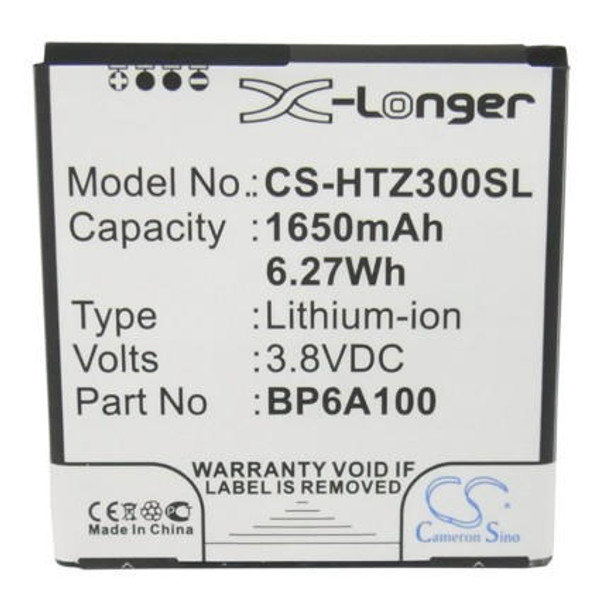 X-Longer
Model No.: CS-HTZ300SL
Capacity : 1650mAh
6.27Wh
Type : Lithium-ion
Volts : 3.8VDC
Part No : BP6A100
WARRANTY VOID IF
LABEL IS REMOVED
CE
Made In China
CS
Cameron Sino